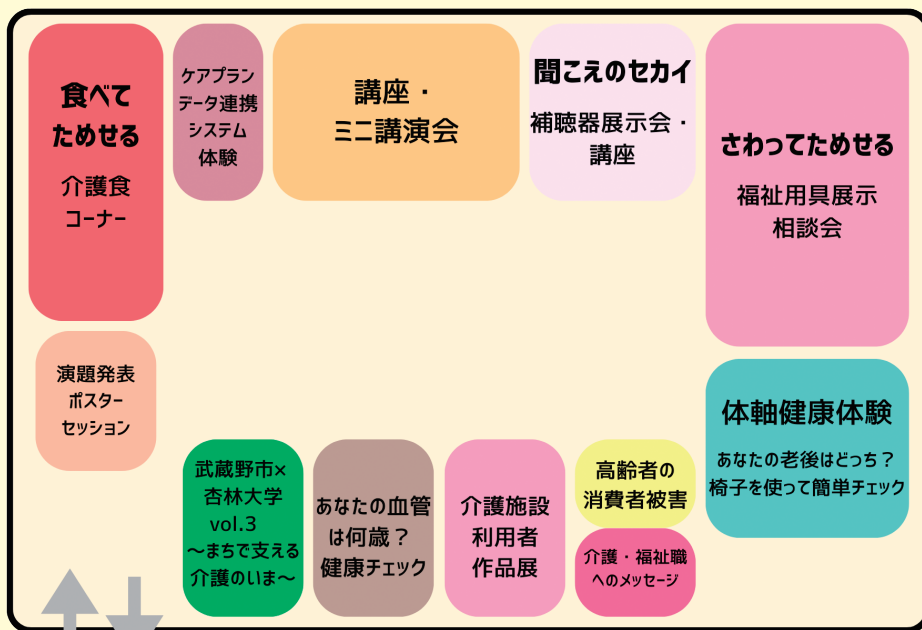 食べて
ためせる
介護食
コーナー
ケアプラン
データ連携
システム
体験
講座・
ミニ講演会
聞こえのセカイ
補聴器展示会・
講座
さわってためせる
福祉用具展示
相談会
演題発表
ポスター
セッション
武蔵野市×
杏林大学
vol.3
～まちで支える
介護のいま～
あなたの血管
は何歳？
健康チェック
介護施設
利用者
作品展
高齢者の
消費者被害
介護・福祉職
へのメッセージ
体軸健康体験
あなたの老後はどっち？
椅子を使って簡単チェック